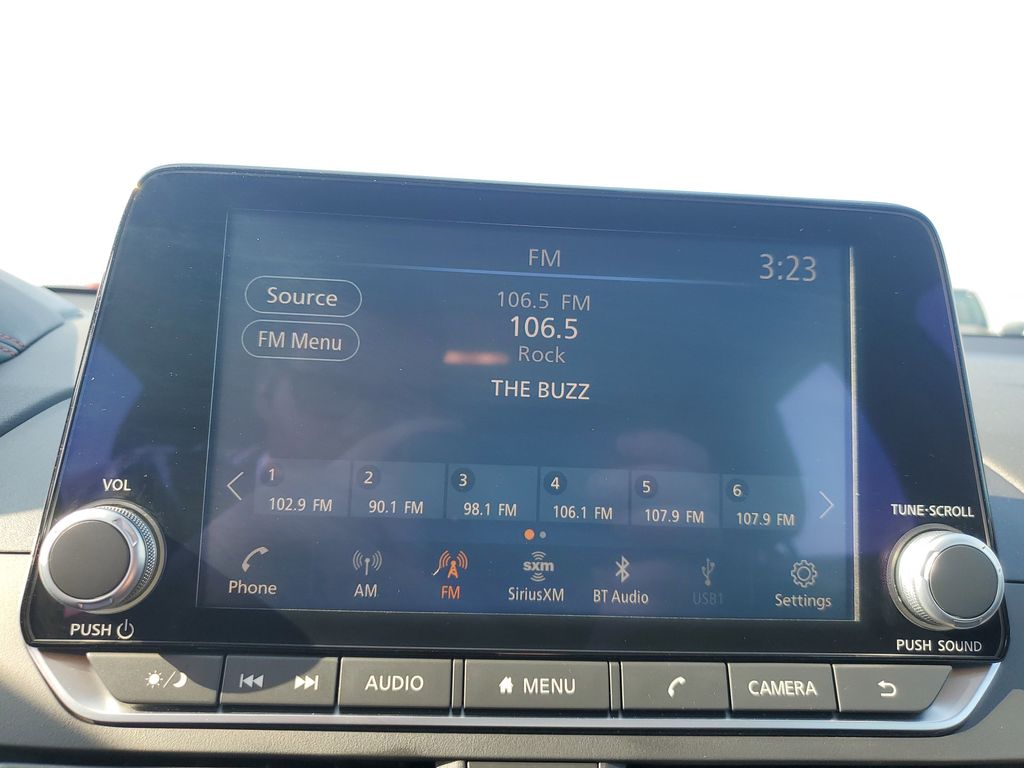 FM
3:23
Source
106.5 FM
106.5
FM Menu
Rock
THE BUZZ
1 2 3 4 5 6
102.9 FM 90.1 FM 98.1 FM 106.1 FM 107.9 FM 107.9 FM
VOL
TUNE·SCROLL
sxm
Phone AM FM SiriusXM BT Audio USB1 Settings
PUSH
PUSH SOUND
AUDIO MENU CAMERA